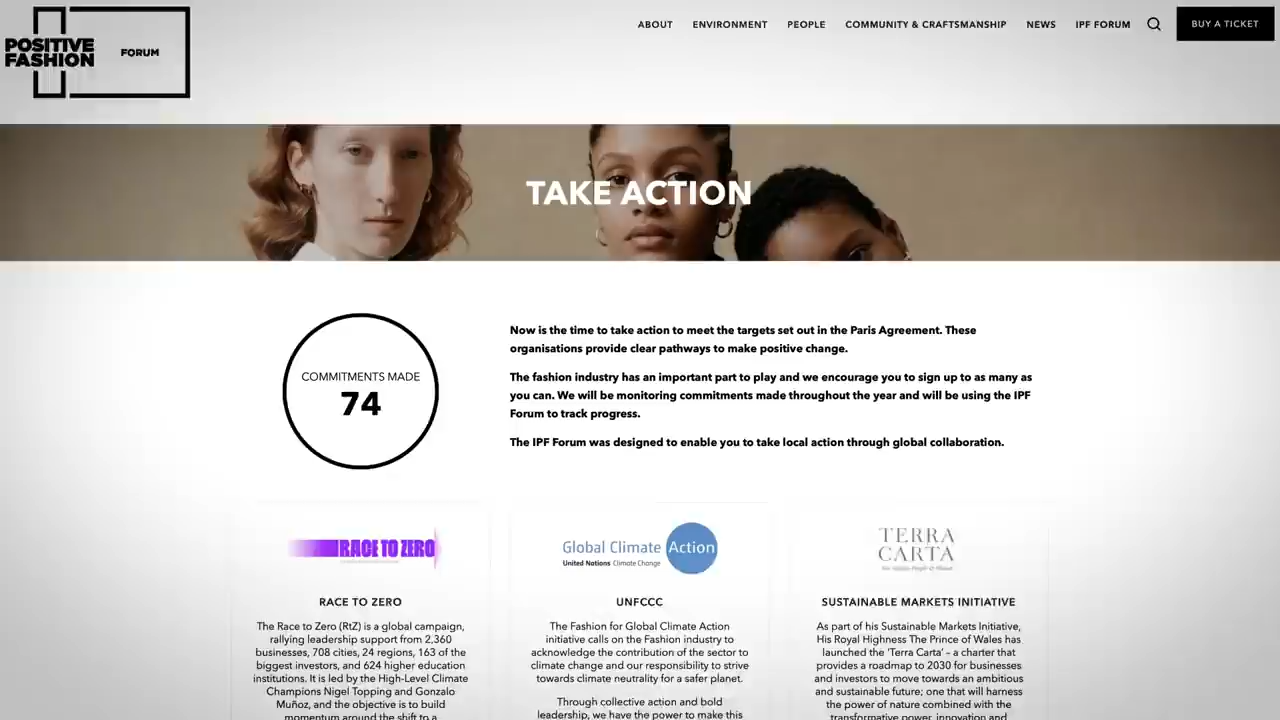 POSITIVE
FASHION
FORUM
ABOUT ENVIRONMENT PEOPLE COMMUNITY & CRAFTSMANSHIP NEWS IPF FORUM BUY A TICKET
TAKE ACTION
COMMITMENTS MADE
74
Now is the time to take action to meet the targets set out in the Paris Agreement. These
organisations provide clear pathways to make positive change.
The fashion industry has an important part to play and we encourage you to sign up to as many as
you can. We will be monitoring commitments made throughout the year and will be using the IPF
Forum to track progress.
The IPF Forum was designed to enable you to take local action through global collaboration.
RACE TO ZERO
RACE TO ZERO
The Race to Zero (RtZ) is a global campaign,
rallying leadership support from 2,360
businesses, 708 cities, 24 regions, 163 of the
biggest investors, and 624 higher education
institutions. It is led by the High-Level Climate
Champions Nigel Topping and Gonzalo
Muñoz, and the objective is to build
momentum around the shift to a
Global Climate Action
United Nations Climate Change
UNFCCC
The Fashion for Global Climate Action
initiative calls on the Fashion industry to
acknowledge the contribution of the sector to
climate change and our responsibility to strive
towards climate neutrality for a safer planet.
Through collective action and bold
leadership, we have the power to make this
TERRA
CARTA
SUSTAINABLE MARKETS INITIATIVE
As part of his Sustainable Markets Initiative,
His Royal Highness The Prince of Wales has
launched the 'Terra Carta' – a charter that
provides a roadmap to 2030 for businesses
and investors to move towards an ambitious
and sustainable future; one that will harness
the power of nature combined with the
transformative power, innovation and